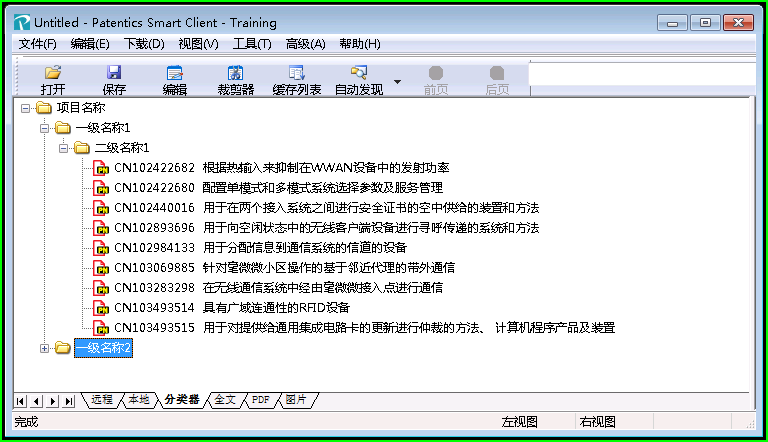 Untitled - Patentics Smart Client - Training
文件(F) 编辑(E) 下载(D) 视图(V) 工具(T) 高级(A) 帮助(H)
打开 保存 编辑 裁剪器 缓存列表 自动发现 前页 后页
项目名称
一级名称1
二级名称1
CN102422682 根据热输入来抑制在WWAN设备中的发射功率
CN102422680 配置单模式和多模式系统选择参数及服务管理
CN102440016 用于在两个接入系统之间进行安全证书的空中供给的装置和方法
CN102893696 用于向空闲状态中的无线客户端设备进行寻呼传递的系统和方法
CN102984133 用于分配信息到通信系统的信道的设备
CN103069885 针对毫微微小区操作的基于邻近代理的带外通信
CN103283298 在无线通信系统中经由毫微微接入点进行通信
CN103493514 具有广域连通性的RFID设备
CN103493515 用于对提供给通用集成电路卡的更新进行仲裁的方法、计算机程序产品及装置
一级名称2
远程 本地 分类器 全文 PDF 图片
完成 左视图 右视图